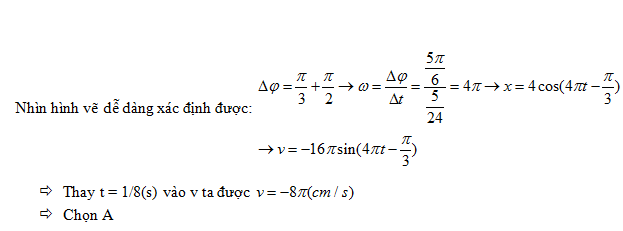 Nhìn hình vẽ dễ dàng xác định được: Δφ = π/3 + π/2 → ω = Δφ/Δt = (5π/6)/(5/24) = 4π → x = 4cos(4πt − π/3)
→ v = −16πsin(4πt − π/3)
⇨ Thay t = 1/8(s) vào v ta được v = −8π(cm / s)
⇨ Chọn A